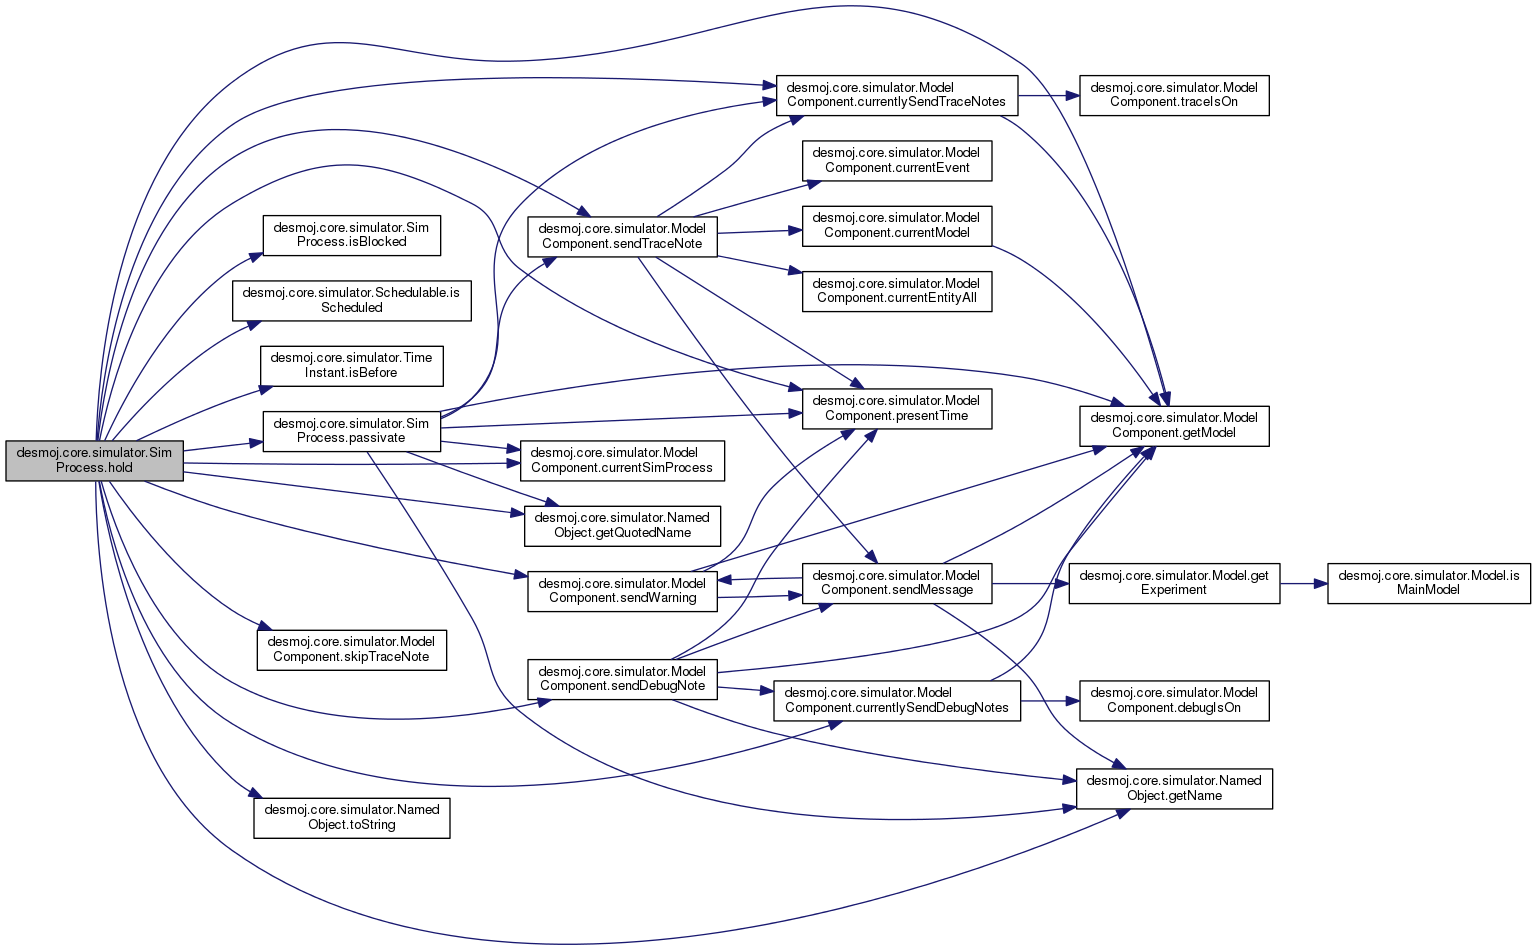 desmoj.core.simulator.Sim
Process.hold
desmoj.core.simulator.Sim
Process.isBlocked
desmoj.core.simulator.Schedulable.is
Scheduled
desmoj.core.simulator.Time
Instant.isBefore
desmoj.core.simulator.Sim
Process.passivate
desmoj.core.simulator.Model
Component.skipTraceNote
desmoj.core.simulator.Named
Object.toString
desmoj.core.simulator.Model
Component.sendTraceNote
desmoj.core.simulator.Model
Component.currentSimProcess
desmoj.core.simulator.Named
Object.getQuotedName
desmoj.core.simulator.Model
Component.sendWarning
desmoj.core.simulator.Model
Component.sendDebugNote
desmoj.core.simulator.Model
Component.currentlySendTraceNotes
desmoj.core.simulator.Model
Component.currentEvent
desmoj.core.simulator.Model
Component.currentModel
desmoj.core.simulator.Model
Component.currentEntityAll
desmoj.core.simulator.Model
Component.presentTime
desmoj.core.simulator.Model
Component.sendMessage
desmoj.core.simulator.Model
Component.currentlySendDebugNotes
desmoj.core.simulator.Model
Component.traceIsOn
desmoj.core.simulator.Model
Component.getModel
desmoj.core.simulator.Model.get
Experiment
desmoj.core.simulator.Model
Component.debugIsOn
desmoj.core.simulator.Named
Object.getName
desmoj.core.simulator.Model.is
MainModel